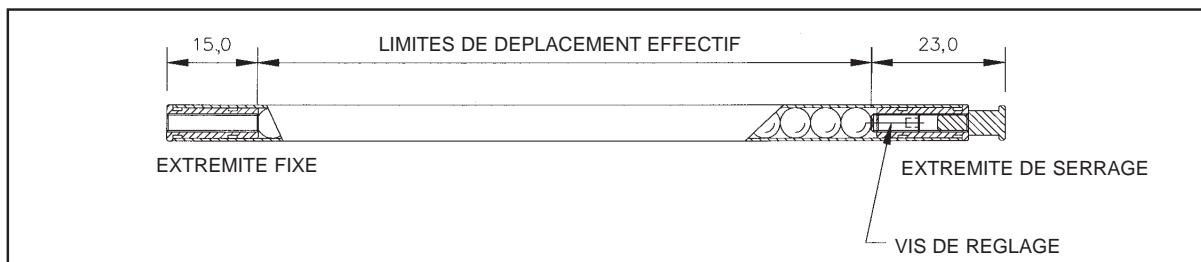 15,0 LIMITES DE DEPLACEMENT EFFECTIF 23,0
EXTREMITE FIXE
EXTREMITE DE SERRAGE
VIS DE REGLAGE